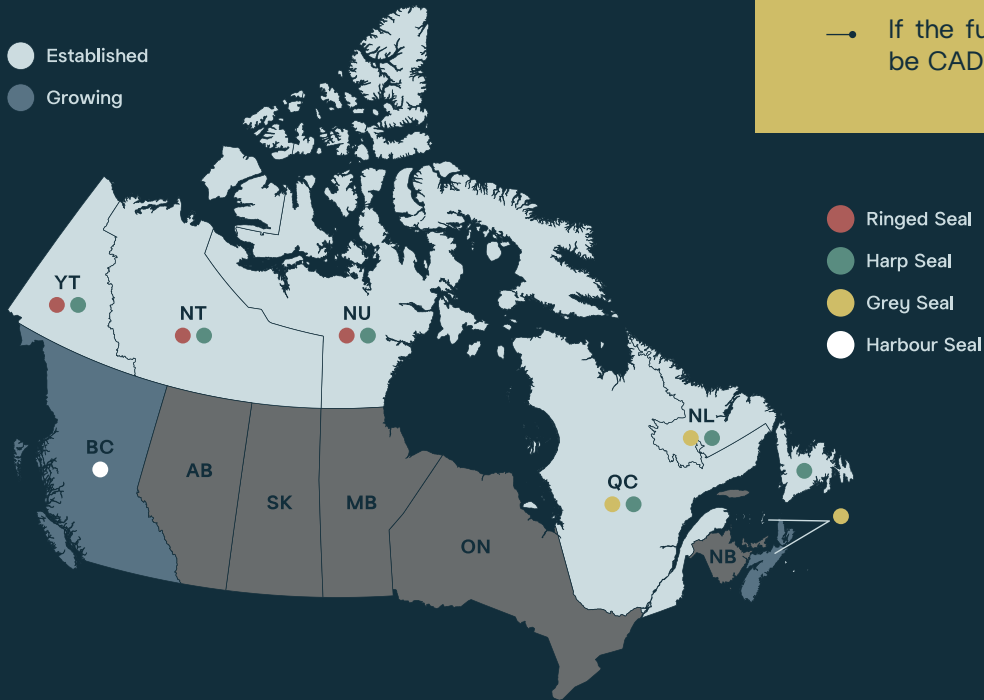 Established
Growing
If the fu
be CAD
Ringed Seal
Harp Seal
Grey Seal
Harbour Seal
YT
NT
NU
BC
AB
SK
MB
ON
QC
NL
NB